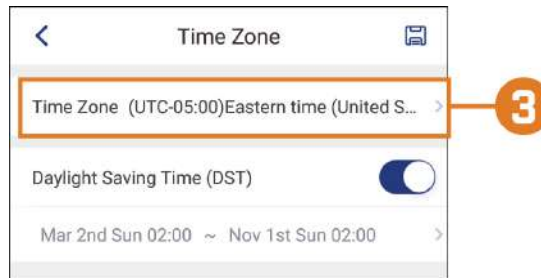 Time Zone
Time Zone (UTC-05:00)Eastern time (United S...
3
Daylight Saving Time (DST)
Mar 2nd Sun 02:00 ~ Nov 1st Sun 02:00